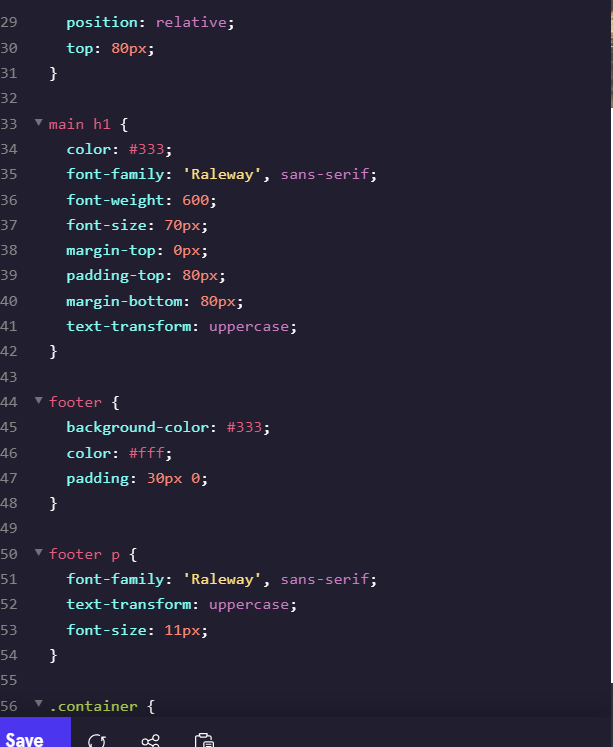 29 position: relative;
30 top: 80px;
31 }
32
33 main h1 {
34 color: #333;
35 font-family: 'Raleway', sans-serif;
36 font-weight: 600;
37 font-size: 70px;
38 margin-top: 0px;
39 padding-top: 80px;
40 margin-bottom: 80px;
41 text-transform: uppercase;
42 }
43
44 footer {
45 background-color: #333;
46 color: #fff;
47 padding: 30px 0;
48 }
49
50 footer p {
51 font-family: 'Raleway', sans-serif;
52 text-transform: uppercase;
53 font-size: 11px;
54 }
55
56 .container {
Save